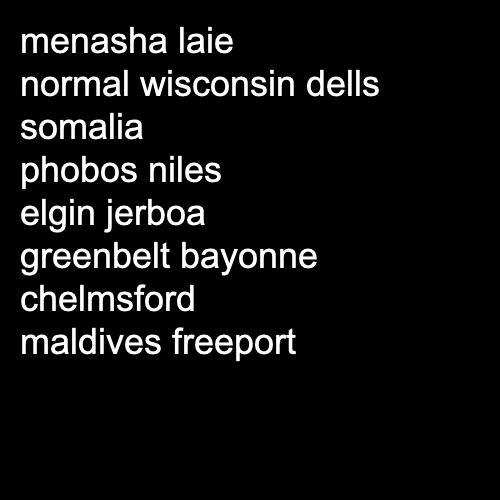 menasha laie
normal wisconsin dells
somalia
phobos niles
elgin jerboa
greenbelt bayonne
chelmsford
maldives freeport